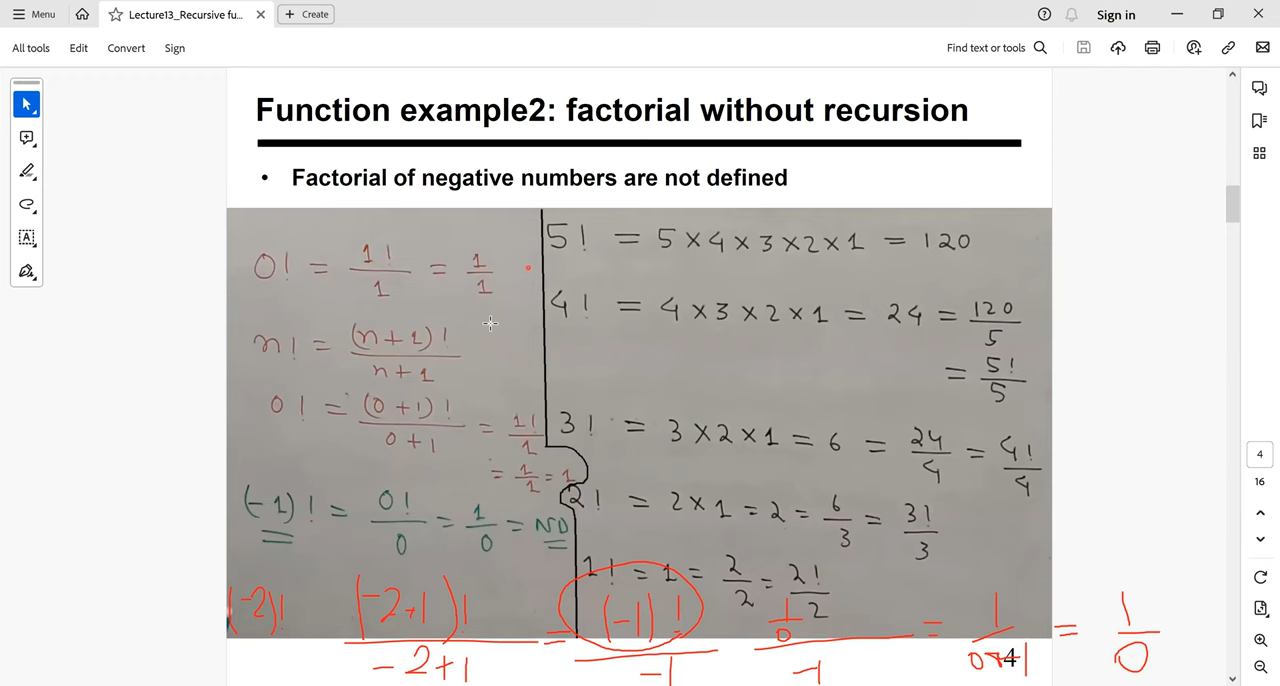 Menu
Lecture13_Recursive fu...
Create
Sign in
All tools Edit Convert Sign
Find text or tools
Function example2: factorial without recursion
• Factorial of negative numbers are not defined
0! = 1!/1 = 1/1
n! = (n+1)!/n+1
0! = (0+1)!/0+1 = 1!/1
= 1/1 = 1
(-1)! = 0!/0 = 1/0 = ND
5! = 5×4×3×2×1 = 120
4! = 4×3×2×1 = 24 = 120/5
= 5!/5
3! = 3×2×1 = 6 = 24/4 = 4!/4
2! = 2×1 = 2 = 6/3 = 3!/3
1! = 1 = 2/2 = 2!/2
(-2)! (-2+1)!/-2+1 = (-1)!/-1 1/0/-1 = 1/0×-1 = 1/0
4
4
16